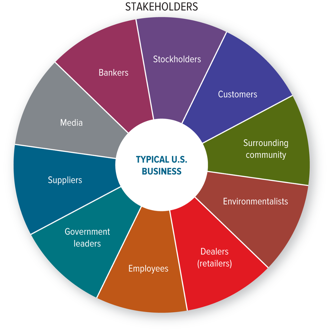 STAKEHOLDERS
Stockholders
Customers
Surrounding
community
Environmentalists
Dealers
(retailers)
Employees
Government
leaders
Suppliers
Media
Bankers
TYPICAL U.S.
BUSINESS